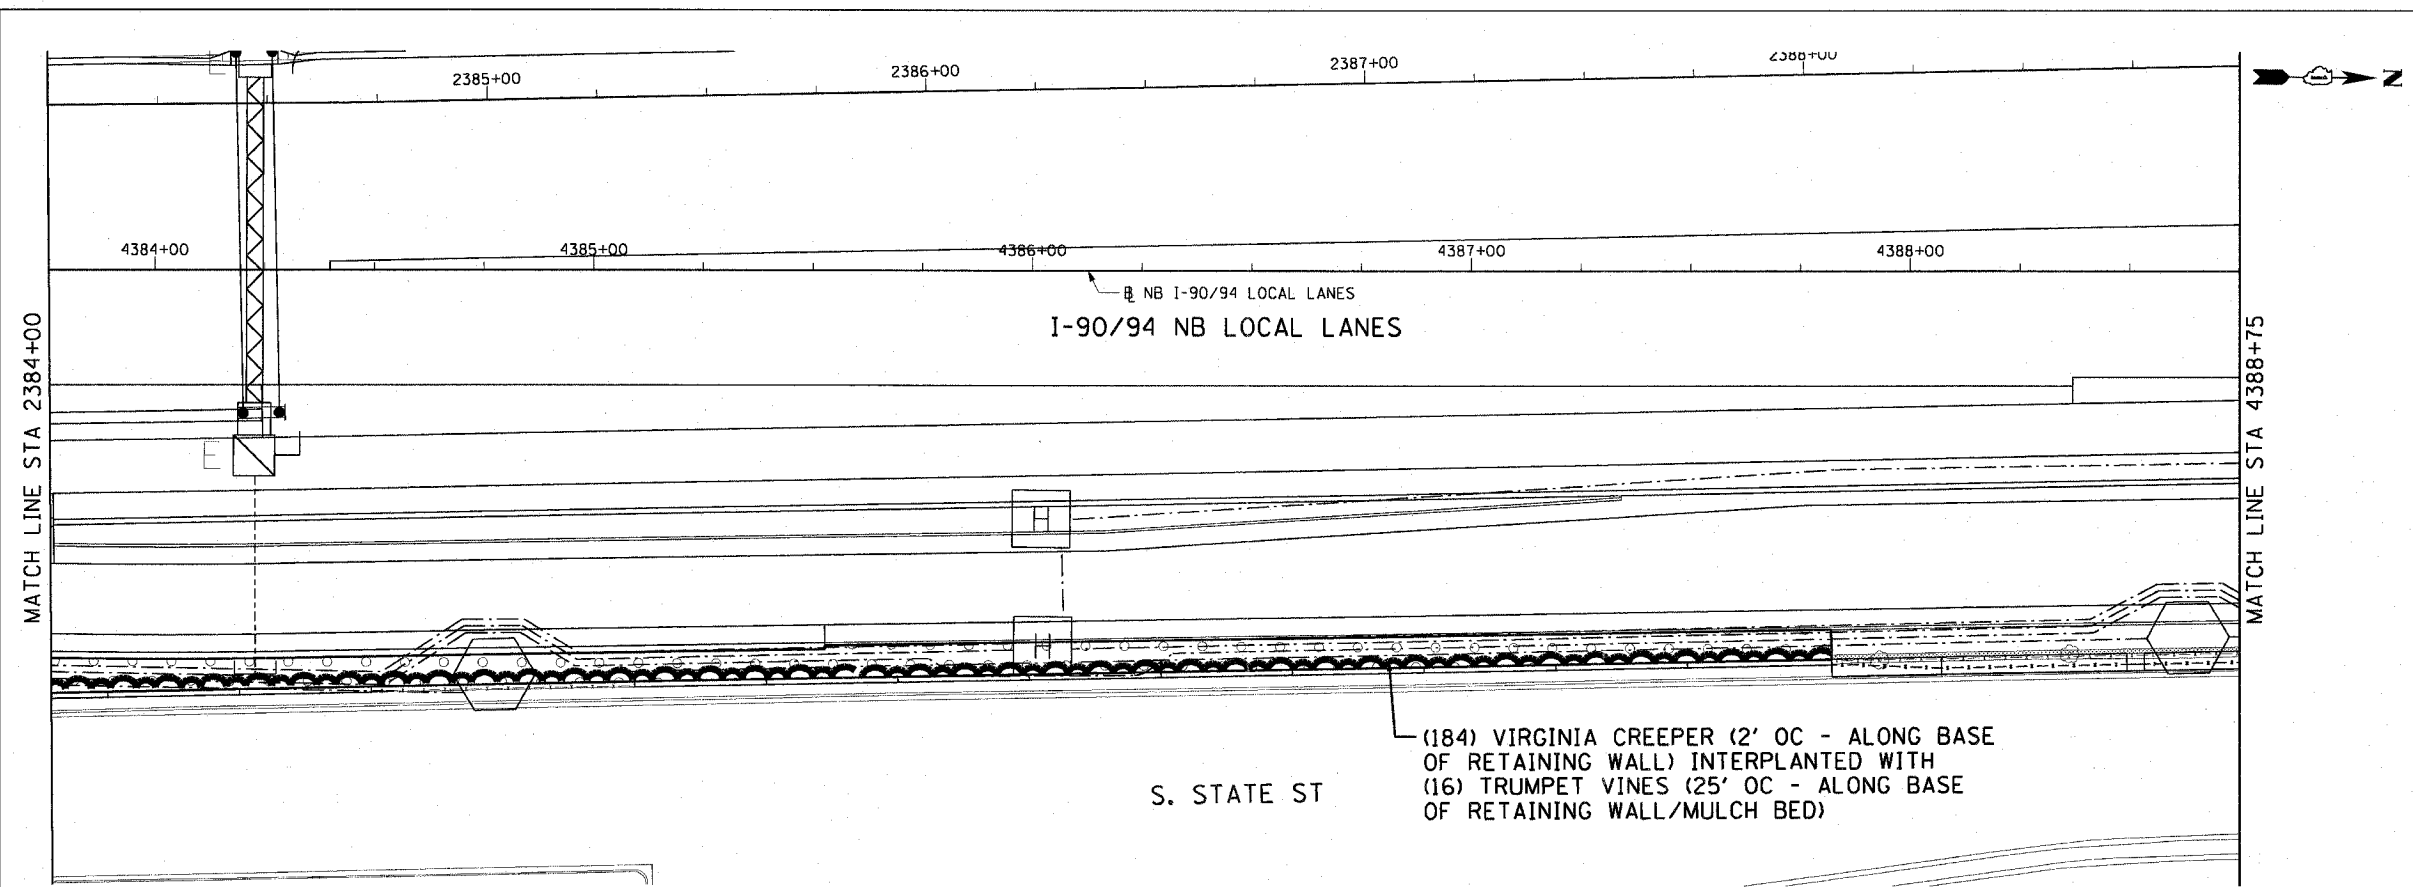 2385+00
2386+00
2387+00
2388+00
N
4384+00
4385+00
4386+00
4387+00
4388+00
NB I-90/94 LOCAL LANES
I-90/94 NB LOCAL LANES
MATCH LINE STA 2384+00
MATCH LINE STA 4388+75
E
H
H
(184) VIRGINIA CREEPER (2' OC - ALONG BASE
OF RETAINING WALL) INTERPLANTED WITH
(16) TRUMPET VINES (25' OC - ALONG BASE
OF RETAINING WALL/MULCH BED)
S. STATE ST